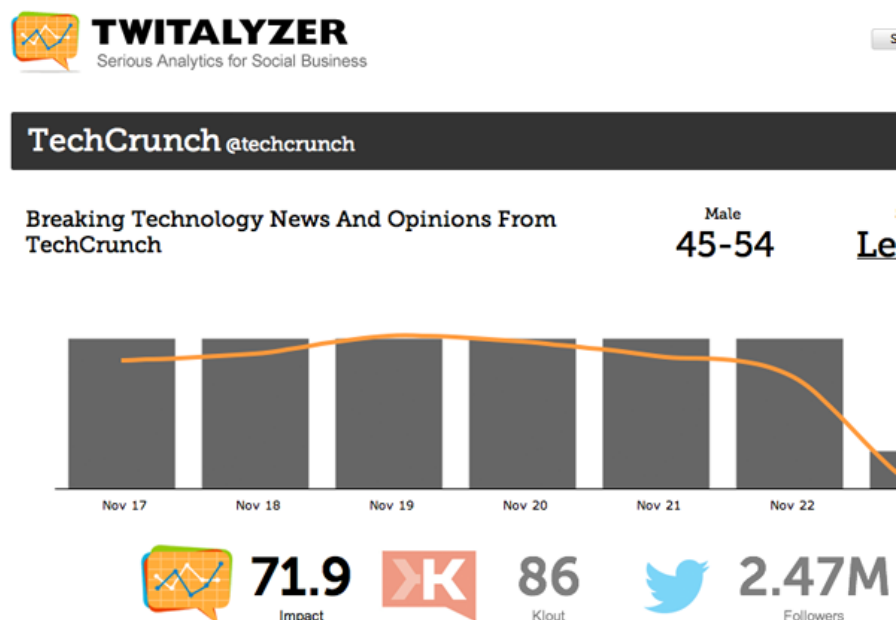 TWITALYZER
Serious Analytics for Social Business
TechCrunch @techcrunch
Breaking Technology News And Opinions From
TechCrunch
Male
45-54
Nov 17
Nov 18
Nov 19
Nov 20
Nov 21
Nov 22
71.9
Impact
K
86
Klout
2.47M
Followers